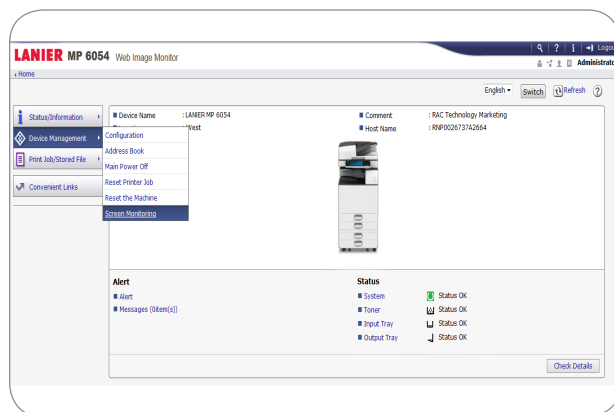 LANIER MP 6054 Web Image Monitor
? i Logou
Administrato
Home
English Switch Refresh ?
Status/Information
Device Management
Print Job/Stored File
Convenient Links
Device Name : LANIER MP 6054
Comment : RAC Technology Marketing
: West
Host Name : RNP0026737A2664
Configuration
Address Book
Main Power Off
Reset Printer Job
Reset the Machine
Screen Monitoring
Alert
Alert
Messages (0item(s))
Status
System Status OK
Toner Status OK
Input Tray Status OK
Output Tray Status OK
Check Details